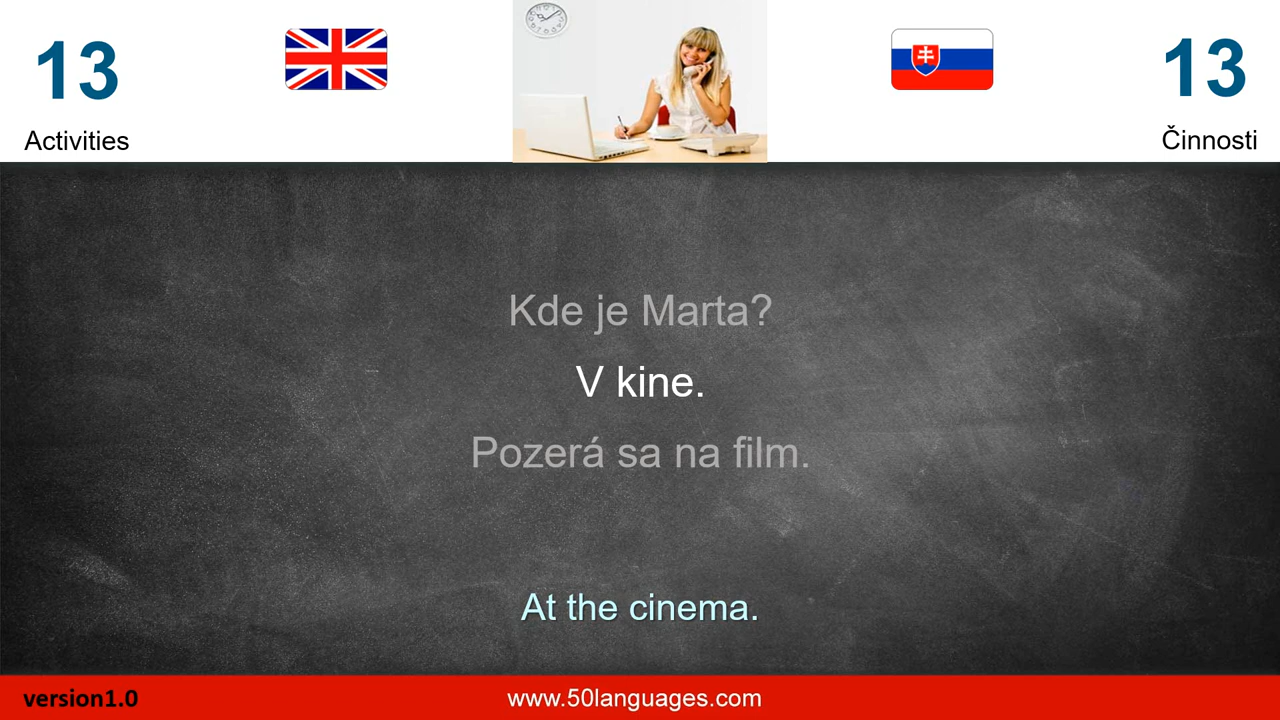 13
13
Activities
Činnosti
Kde je Marta?
V kine.
Pozerá sa na film.
At the cinema.
version1.0
www.50languages.com